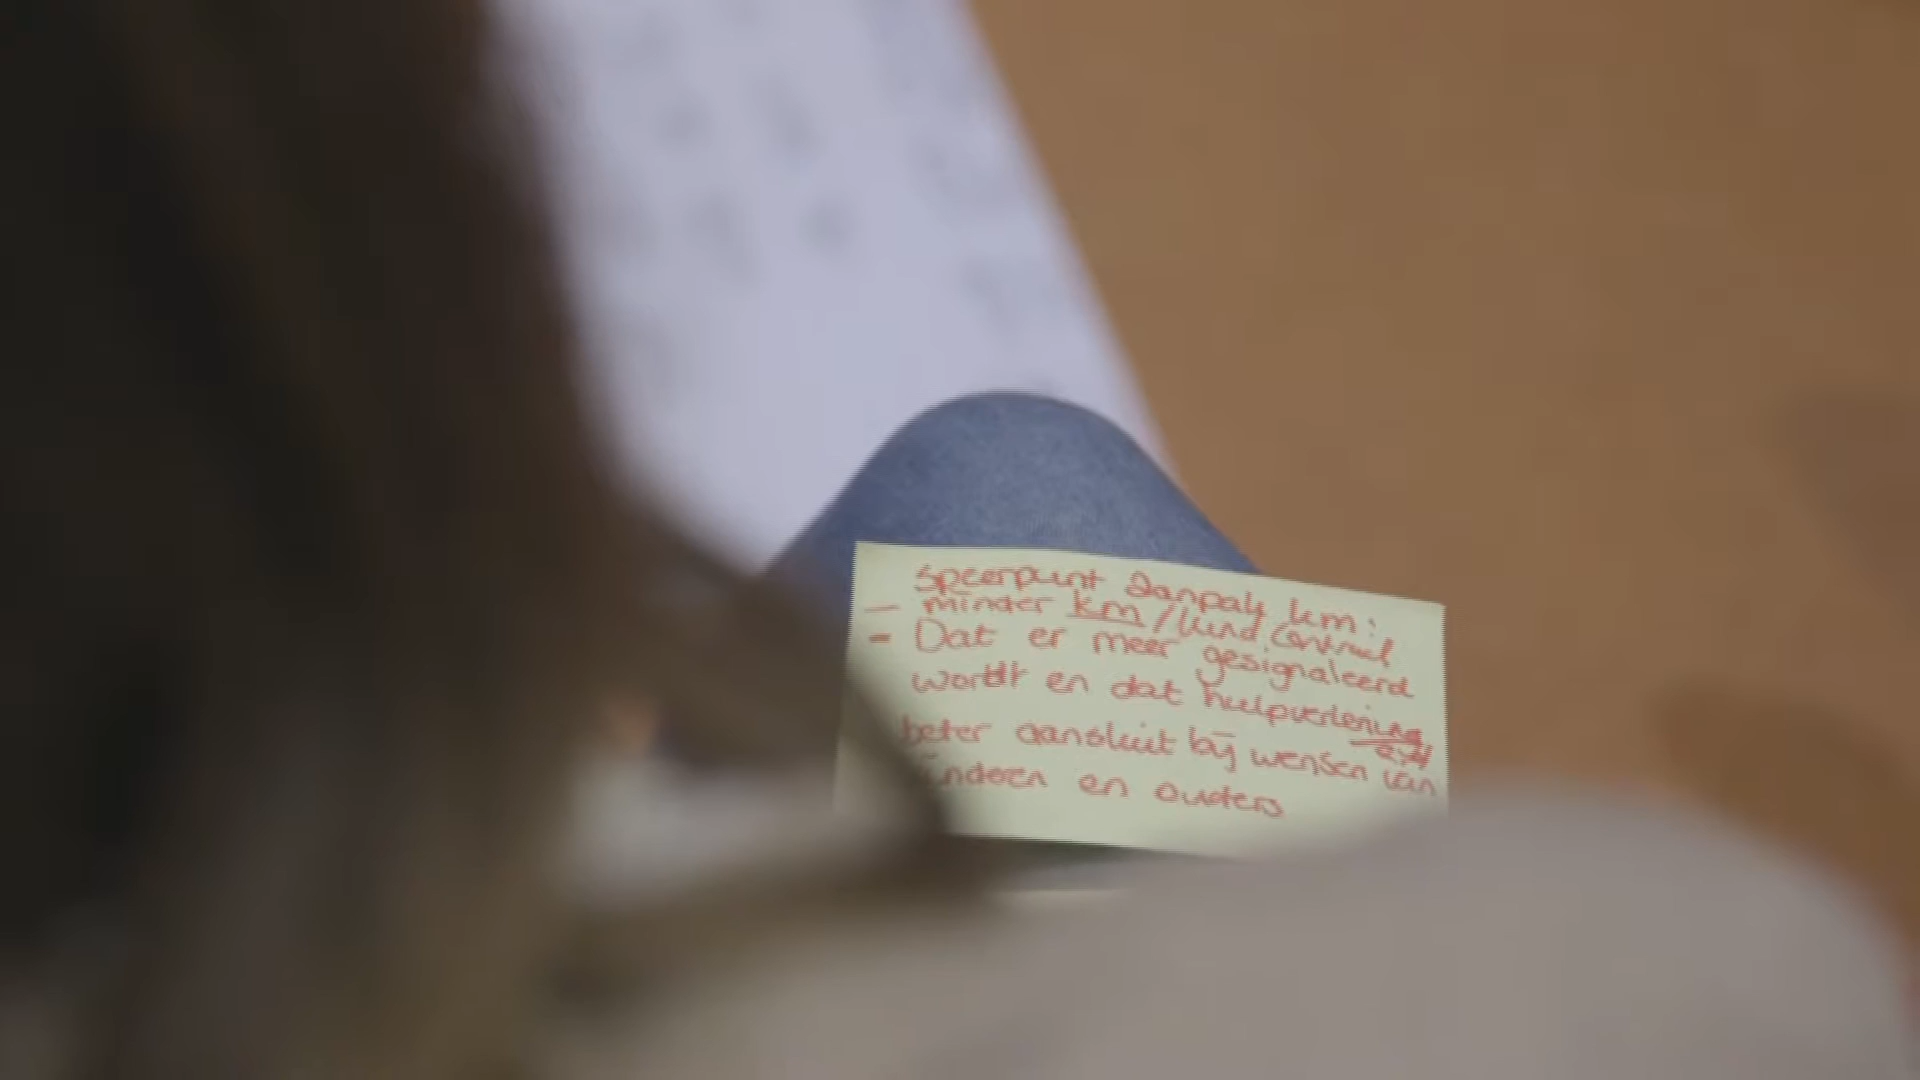 speerpunt Aanpak km:
– minder km / kind centraal
– Dat er meer gesignaleerd
wordt en dat hulpverlening
beter aansluit bij wensen van
kinderen en ouders